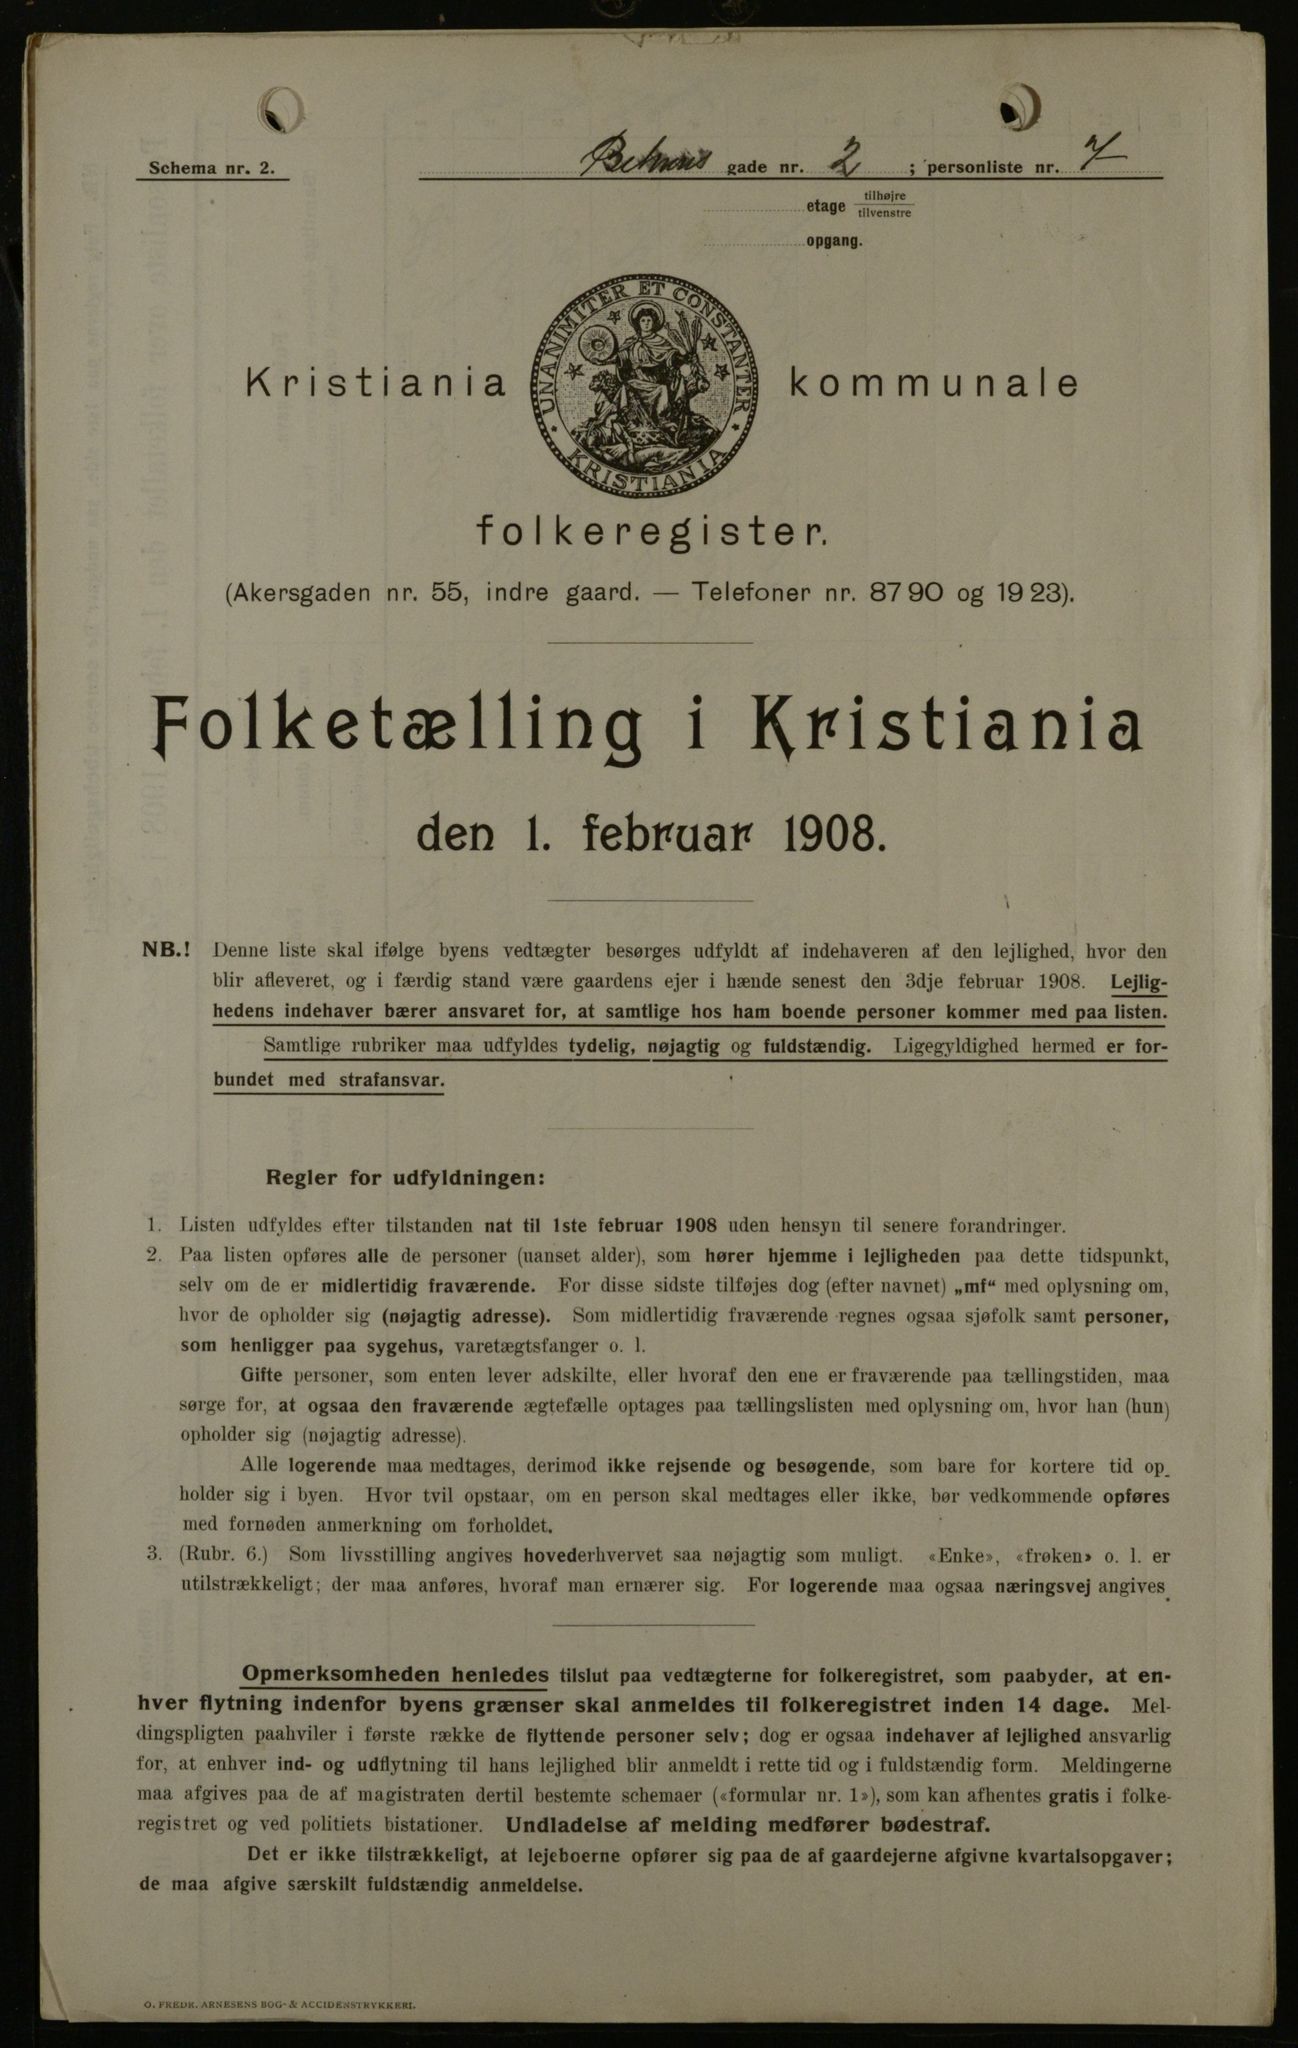 Schema nr. 2.
Behrens gade nr. 2 ; personliste nr. 7
etage tilhøjre
tilvenstre
opgang.
UNANIMITER ET CONSTANTER
KRISTIANIA
Kristiania kommunale
folkeregister.
(Akersgaden nr. 55, indre gaard. — Telefoner nr. 8790 og 1923).
Folketælling i Kristiania
den 1. februar 1908.
NB.! Denne liste skal ifølge byens vedtægter besørges udfyldt af indehaveren af den lejlighed, hvor den
blir afleveret, og i færdig stand være gaardens ejer i hænde senest den 3dje februar 1908. Lejlig-
hedens indehaver bærer ansvaret for, at samtlige hos ham boende personer kommer med paa listen.
Samtlige rubriker maa udfyldes tydelig, nøjagtig og fuldstændig. Ligegyldighed hermed er for-
bundet med strafansvar.
Regler for udfyldningen:
1. Listen udfyldes efter tilstanden nat til 1ste februar 1908 uden hensyn til senere forandringer.
2. Paa listen opføres alle de personer (uanset alder), som hører hjemme i lejligheden paa dette tidspunkt,
selv om de er midlertidig fraværende. For disse sidste tilføjes dog (efter navnet) „mf“ med oplysning om,
hvor de opholder sig (nøjagtig adresse). Som midlertidig fraværende regnes ogsaa sjøfolk samt personer,
som henligger paa sygehus, varetægtsfanger o. l.
Gifte personer, som enten lever adskilte, eller hvoraf den ene er fraværende paa tællingstiden, maa
sørge for, at ogsaa den fraværende ægtefælle optages paa tællingslisten med oplysning om, hvor han (hun)
opholder sig (nøjagtig adresse).
Alle logerende maa medtages, derimod ikke rejsende og besøgende, som bare for kortere tid op
holder sig i byen. Hvor tvil opstaar, om en person skal medtages eller ikke, bør vedkommende opføres
med fornøden anmerkning om forholdet.
3. (Rubr. 6.) Som livsstilling angives hovederhvervet saa nøjagtig som muligt. «Enke», «frøken» o. l. er
utilstrækkeligt; der maa anføres, hvoraf man ernærer sig. For logerende maa ogsaa næringsvej angives.
Opmerksomheden henledes tilslut paa vedtægterne for folkeregistret, som paabyder, at en-
hver flytning indenfor byens grænser skal anmeldes til folkeregistret inden 14 dage. Mel-
dingspligten paahviler i første række de flyttende personer selv; dog er ogsaa indehaver af lejlighed ansvarlig
for, at enhver ind- og udflytning til hans lejlighed blir anmeldt i rette tid og i fuldstændig form. Meldingerne
maa afgives paa de af magistraten dertil bestemte schemaer («formular nr. 1»), som kan afhentes gratis i folke-
registret og ved politiets bistationer. Undladelse af melding medfører bødestraf.
Det er ikke tilstrækkeligt, at lejeboerne opfører sig paa de af gaardejerne afgivne kvartalsopgaver;
de maa afgive særskilt fuldstændig anmeldelse.
O. FREDR. ARNESENS BOG- & ACCIDENSTRYKKERI.